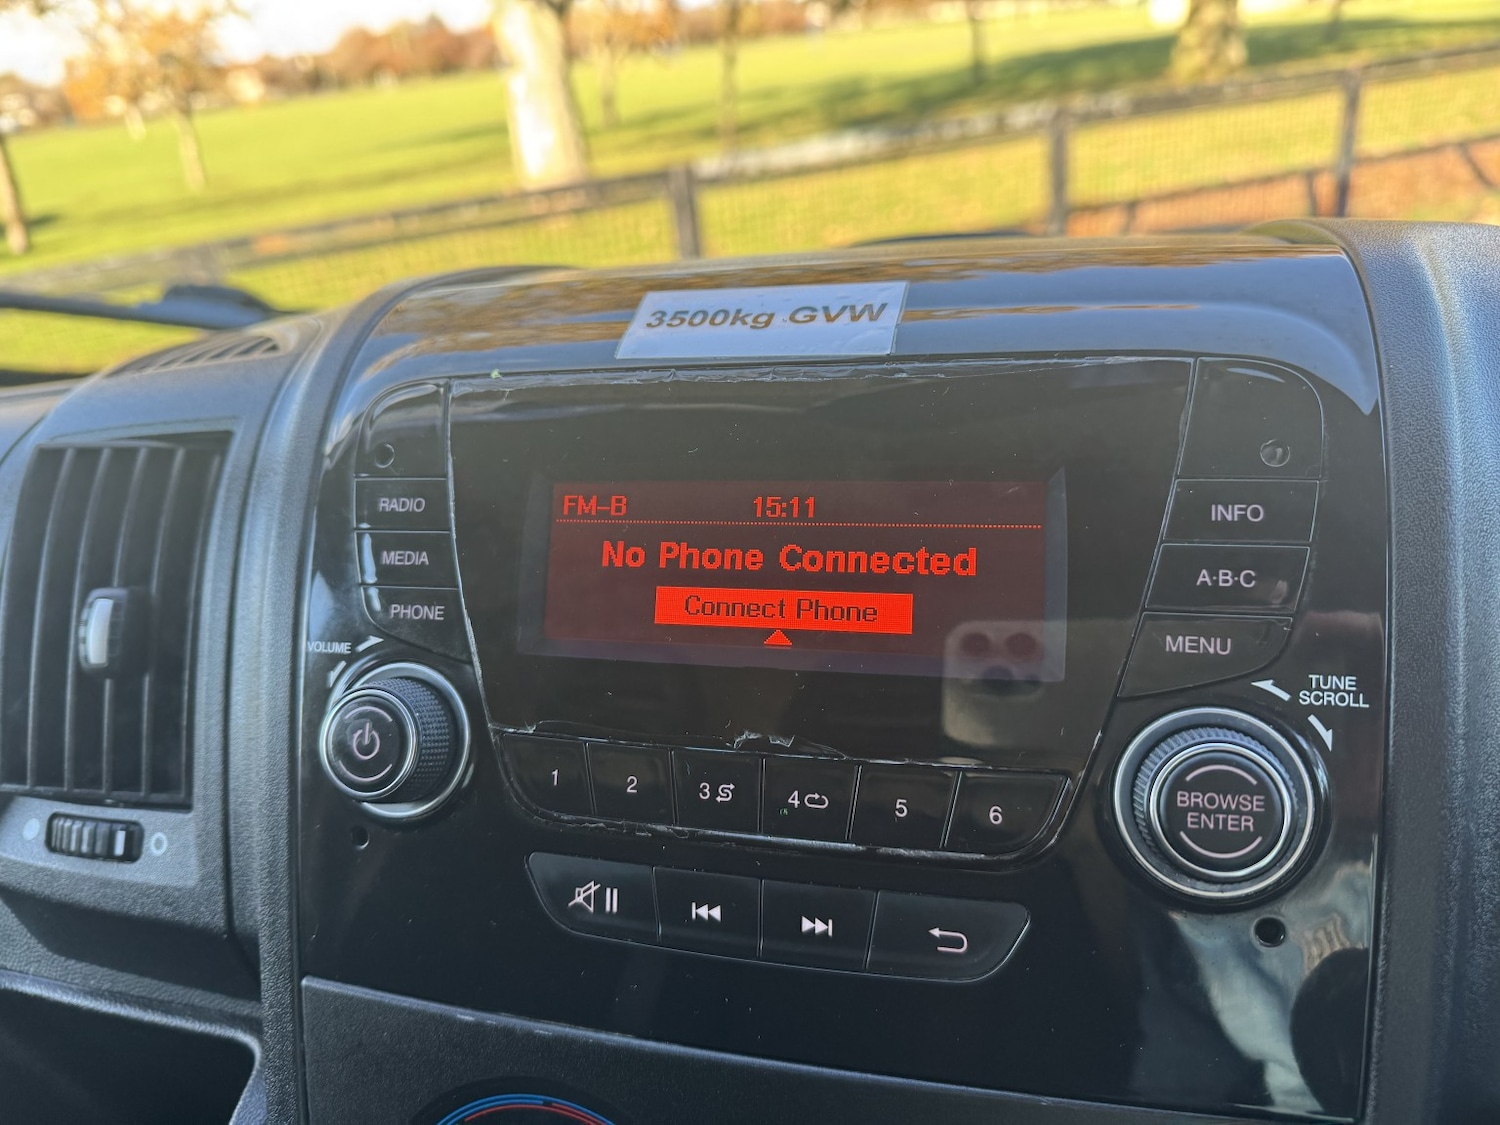 3500kg GVW
RADIO
MEDIA
PHONE
VOLUME
FM-B 15:11
No Phone Connected
Connect Phone
INFO
A·B·C
MENU
TUNE
SCROLL
1 2 3 4 5 6
BROWSE
ENTER